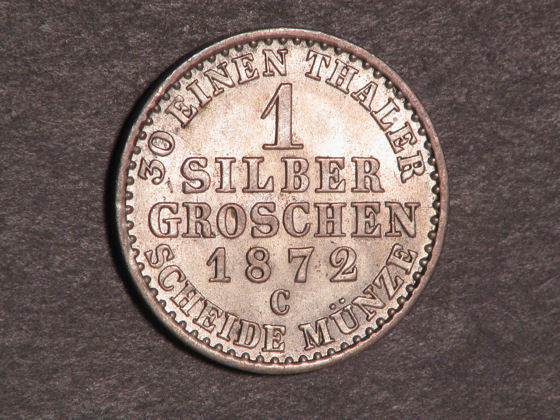 30 EINEN THALER
1
SILBER
GROSCHEN
1872
C
SCHEIDE MÜNZE